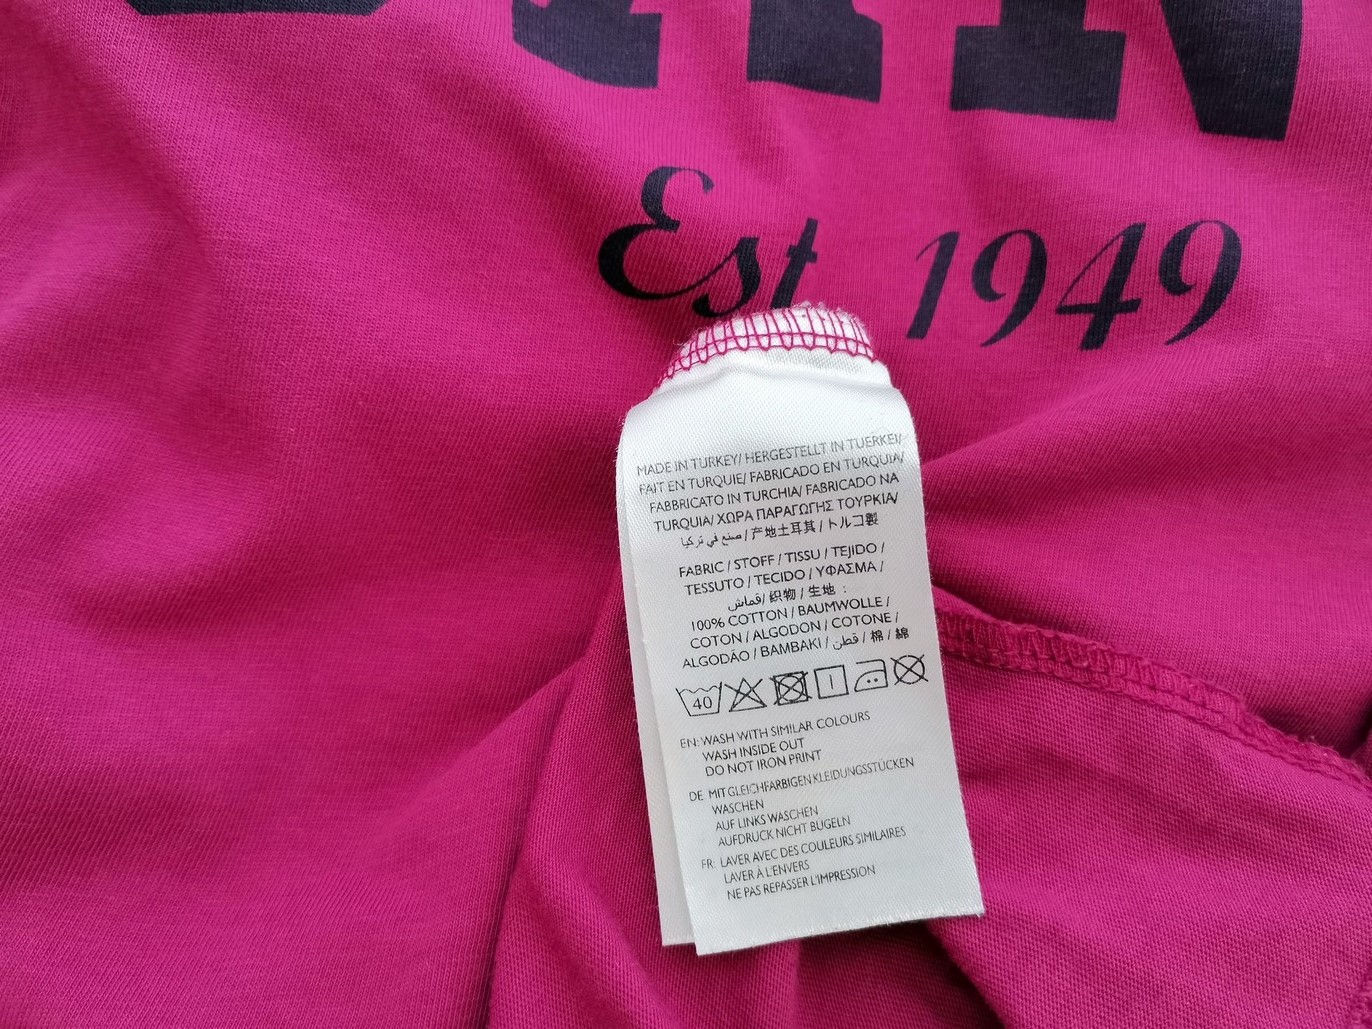 Est 1949
MADE IN TURKEY/ HERGESTELLT IN TUERKEI/
FAIT EN TURQUIE/ FABRICADO EN TURQUIA/
FABBRICATO IN TURCHIA/ FABRICADO NA
TURQUIA/ ΧΩΡΑ ΠΑΡΑΓΩΓΗΣ ΤΟΥΡΚΙΑ/
صنع في تركيا / 产地土耳其 / トルコ製
FABRIC / STOFF / TISSU / TEJIDO /
TESSUTO / TECIDO / ΥΦΑΣΜΑ /
قماش / 织物 / 生地 :
100% COTTON / BAUMWOLLE /
COTON / ALGODON / COTONE /
ALGODÃO / BAMBAKI / قطن / 棉 / 綿
40
EN: WASH WITH SIMILAR COLOURS
WASH INSIDE OUT
DO NOT IRON PRINT
DE MIT GLEICHFARBIGEN KLEIDUNGSSTÜCKEN
WASCHEN
AUF LINKS WASCHEN
AUFDRUCK NICHT BÜGELN
FR: LAVER AVEC DES COULEURS SIMILAIRES
LAVER À L'ENVERS
NE PAS REPASSER L'IMPRESSION